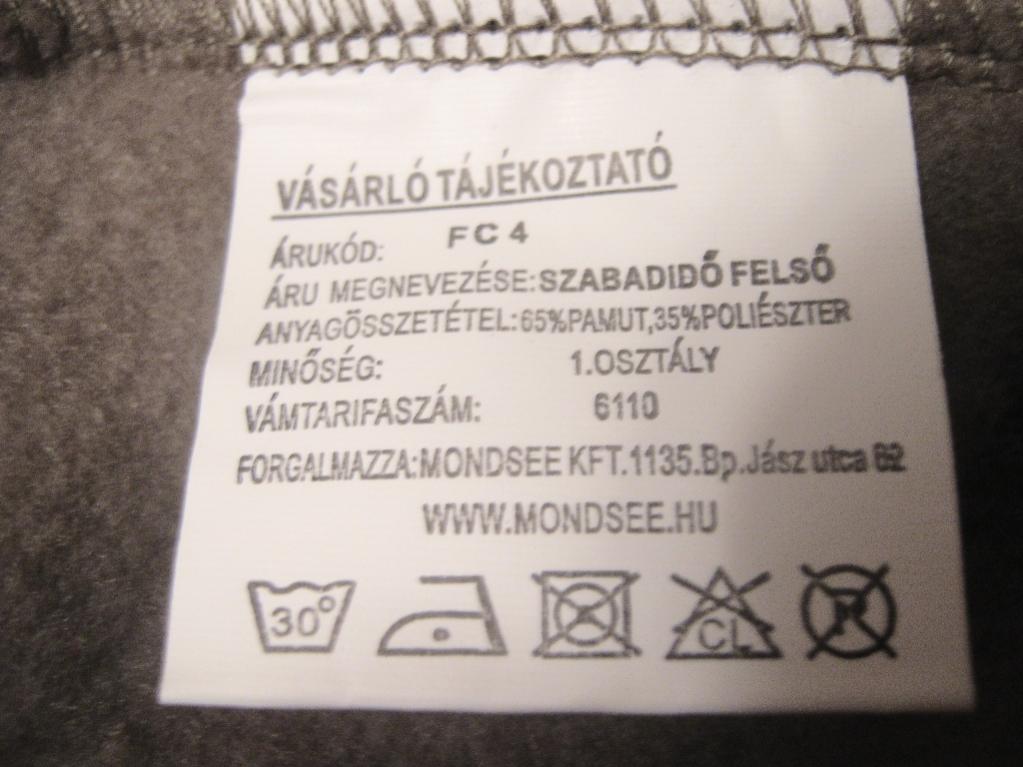 VÁSÁRLÓ TÁJÉKOZTATÓ
ÁRUKÓD: FC 4
ÁRU MEGNEVEZÉSE:SZABADIDŐ FELSŐ
ANYAGÖSSZETÉTEL:65%PAMUT,35%POLIÉSZTER
MINŐSÉG: 1.OSZTÁLY
VÁMTARIFASZÁM: 6110
FORGALMAZZA:MONDSEE KFT.1135.Bp.Jász utca 62
WWW.MONDSEE.HU
30° CL P